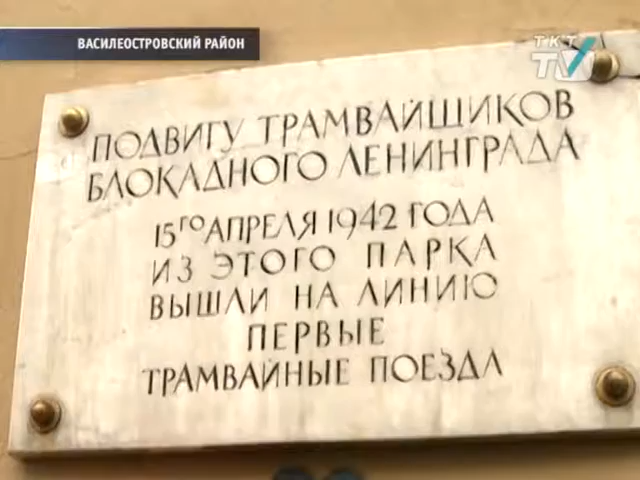 ВАСИЛЕОСТРОВСКИЙ РАЙОН
ТКТ
TV
ПОДВИГУ ТРАМВАЙЩИКОВ
БЛОКАДНОГО ЛЕНИНГРАДА
15ГО АПРЕЛЯ 1942 ГОДА
ИЗ ЭТОГО ПАРКА
ВЫШЛИ НА ЛИНИЮ
ПЕРВЫЕ
ТРАМВАЙНЫЕ ПОЕЗДА